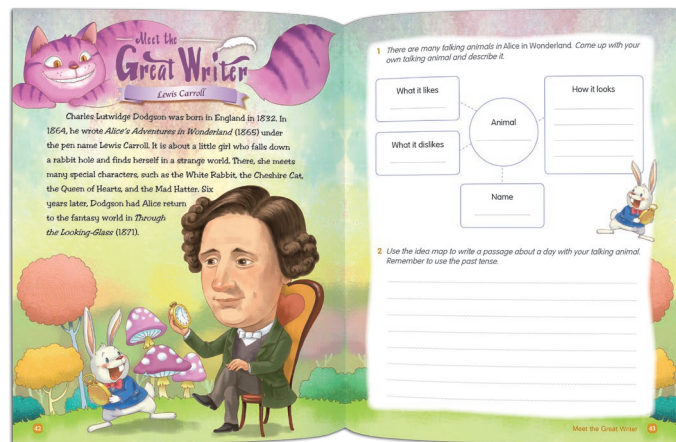 Meet the
Great Writer
Lewis Carroll
Charles Lutwidge Dodgson was born in England in 1832. In
1864, he wrote Alice's Adventures in Wonderland (1865) under
the pen name Lewis Carroll. It is about a little girl who falls down
a rabbit hole and finds herself in a strange world. There, she meets
many special characters, such as the White Rabbit, the Cheshire Cat,
the Queen of Hearts, and the Mad Hatter. Six
years later, Dodgson had Alice return
to the fantasy world in Through
the Looking-Glass (1871).
42
1 There are many talking animals in Alice in Wonderland. Come up with your
own talking animal and describe it.
What it likes
How it looks
Animal
What it dislikes
Name
2 Use the idea map to write a passage about a day with your talking animal.
Remember to use the past tense.
Meet the Great Writer 43